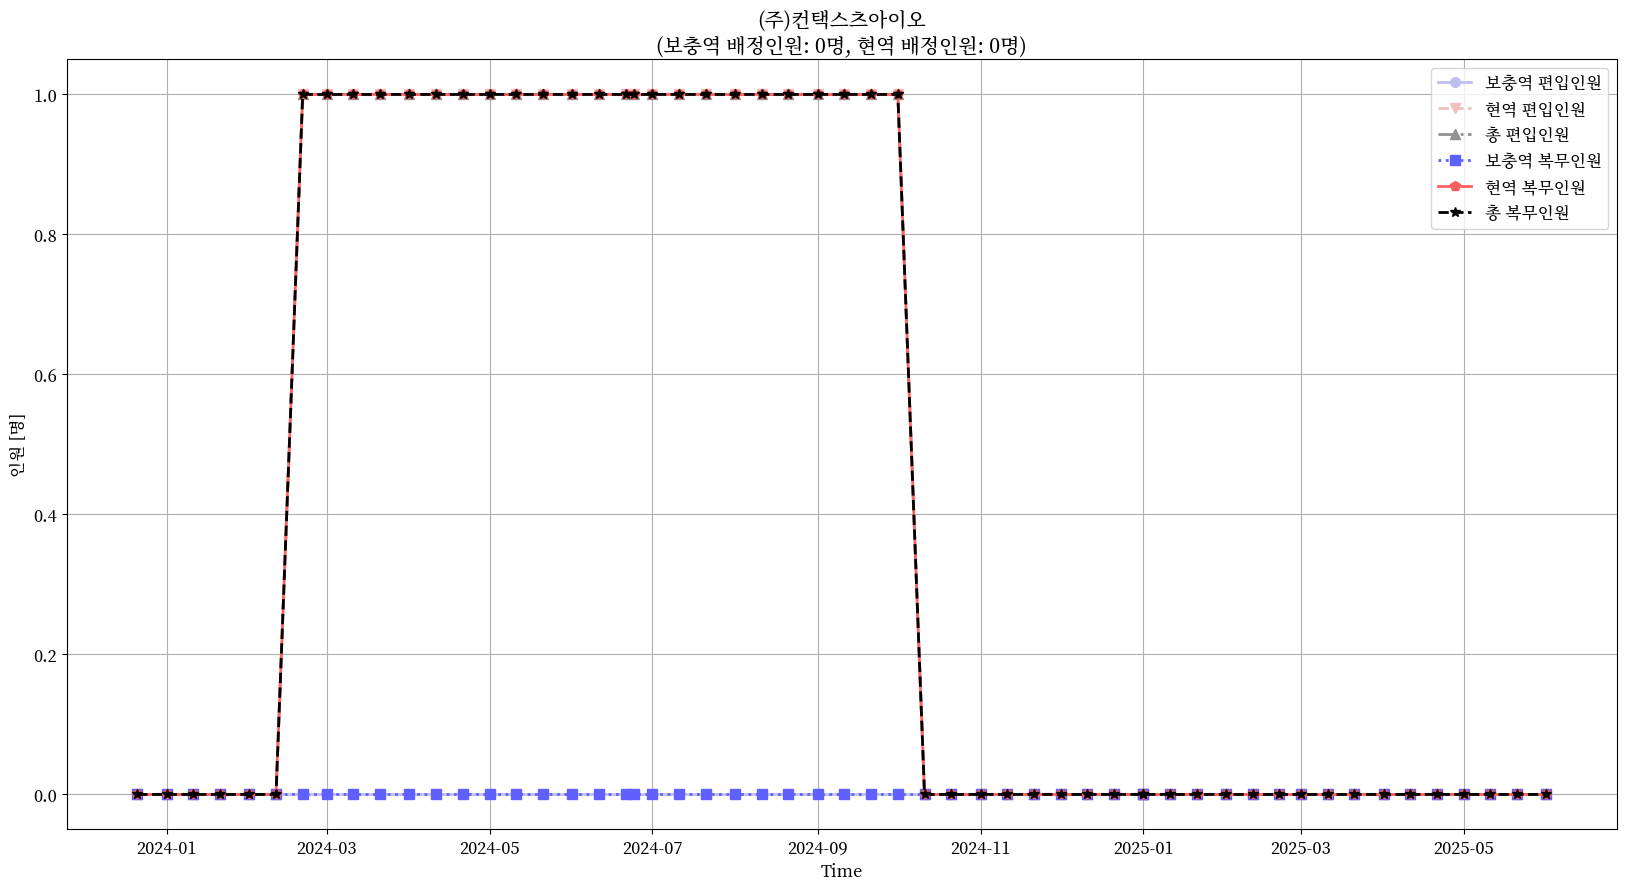 (주)컨택스츠아이오
(보충역 배정인원: 0명, 현역 배정인원: 0명)
보충역 편입인원
현역 편입인원
총 편입인원
보충역 복무인원
현역 복무인원
총 복무인원
인원 [명]
1.0
0.8
0.6
0.4
0.2
0.0
2024-01 2024-03 2024-05 2024-07 2024-09 2024-11 2025-01 2025-03 2025-05
Time